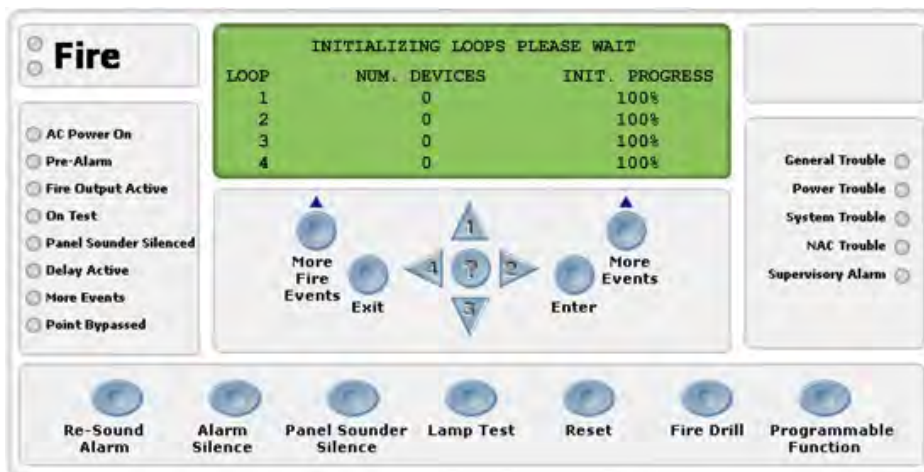 Fire
AC Power On
Pre-Alarm
Fire Output Active
On Test
Panel Sounder Silenced
Delay Active
More Events
Point Bypassed
INITIALIZING LOOPS PLEASE WAIT
LOOP NUM. DEVICES INIT. PROGRESS
1 0 100%
2 0 100%
3 0 100%
4 0 100%
More
Fire
Events
Exit
1
4 ? 2
3
Enter
More
Events
General Trouble
Power Trouble
System Trouble
NAC Trouble
Supervisory Alarm
Re-Sound
Alarm
Alarm
Silence
Panel Sounder
Silence
Lamp Test
Reset
Fire Drill
Programmable
Function